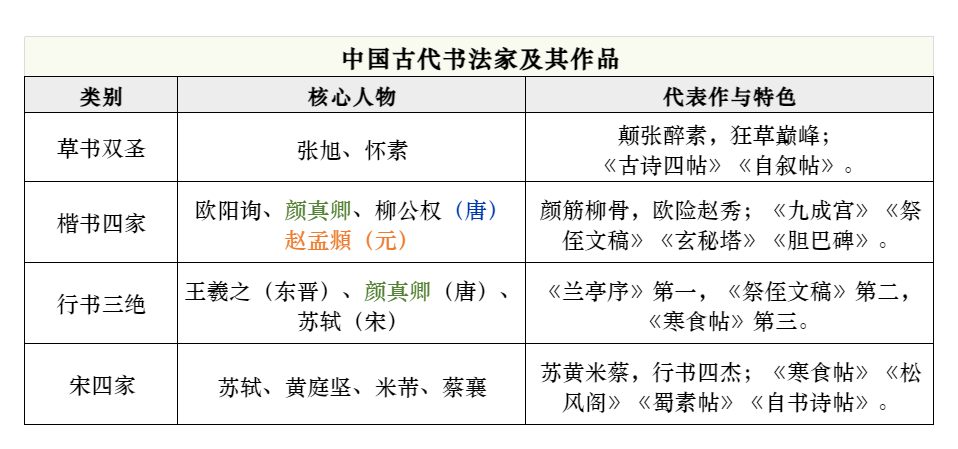 中国古代书法家及其作品
类别 核心人物 代表作与特色
草书双圣
张旭、怀素
颠张醉素，狂草巅峰；
《古诗四帖》《自叙帖》。
楷书四家
欧阳询、颜真卿、柳公权（唐）
赵孟頫（元）
颜筋柳骨，欧险赵秀；《九成宫》《祭
侄文稿》《玄秘塔》《胆巴碑》。
行书三绝
王羲之（东晋）、颜真卿（唐）、
苏轼（宋）
《兰亭序》第一，《祭侄文稿》第二，
《寒食帖》第三。
宋四家
苏轼、黄庭坚、米芾、蔡襄
苏黄米蔡，行书四杰；《寒食帖》《松
风阁》《蜀素帖》《自书诗帖》。